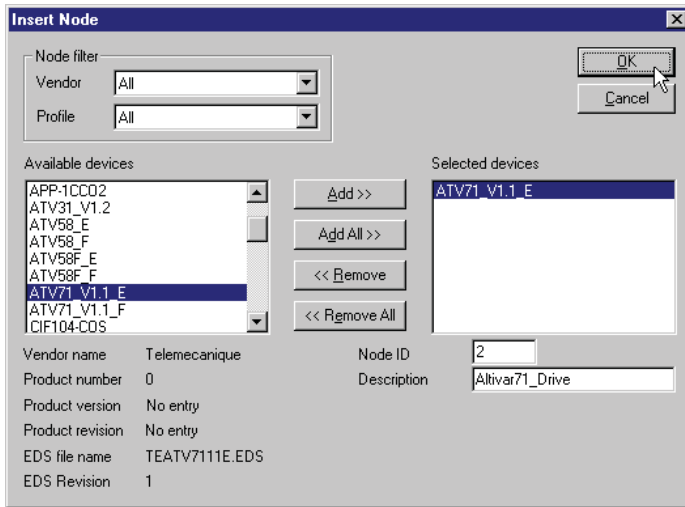 Insert Node
Node filter
Vendor All
Profile All
OK
Cancel
Available devices
APP-1CCO2
ATV31_V1.2
ATV58_E
ATV58_F
ATV58F_E
ATV58F_F
ATV71_V1.1_E
ATV71_V1.1_F
CIF104-COS
Add >>
Add All >>
<< Remove
<< Remove All
Selected devices
ATV71_V1.1_E
Vendor name Telemecanique
Product number 0
Product version No entry
Product revision No entry
EDS file name TEATV7111E.EDS
EDS Revision 1
Node ID 2
Description Altivar71_Drive